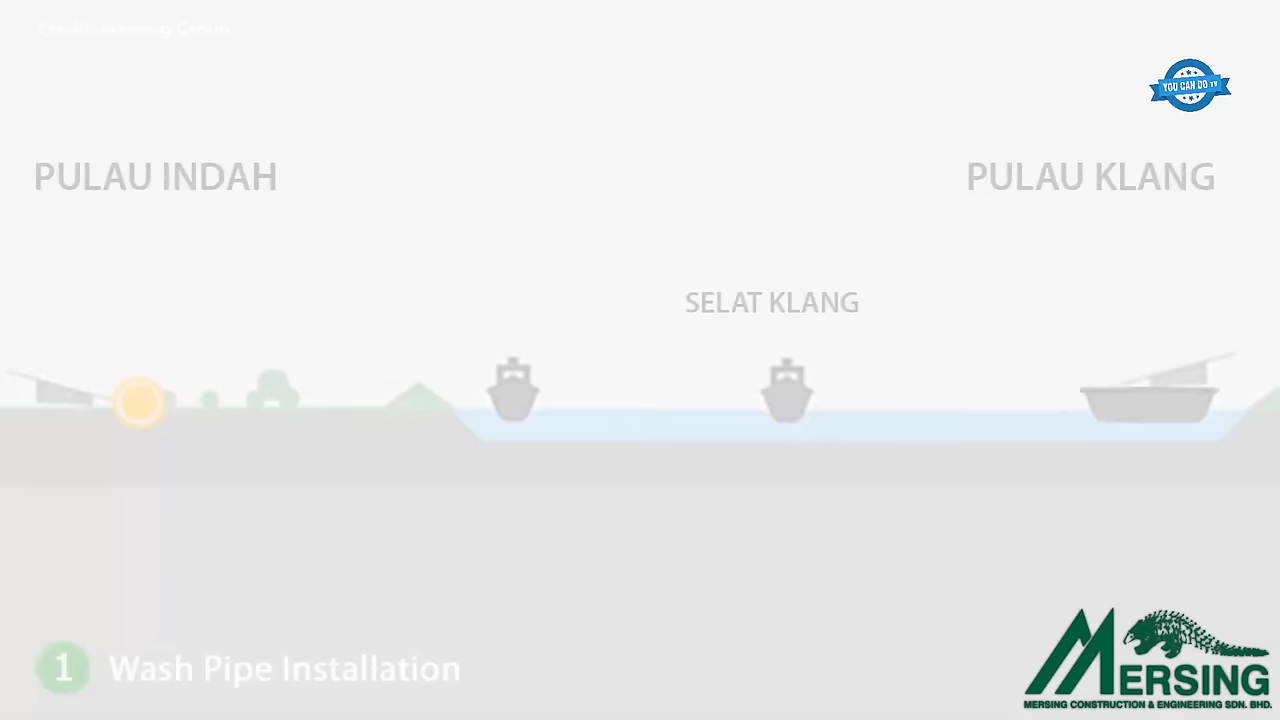 YOU CAN DO TV
PULAU INDAH
PULAU KLANG
SELAT KLANG
1 Wash Pipe Installation
MERSING
MERSING CONSTRUCTION & ENGINEERING SDN. BHD.